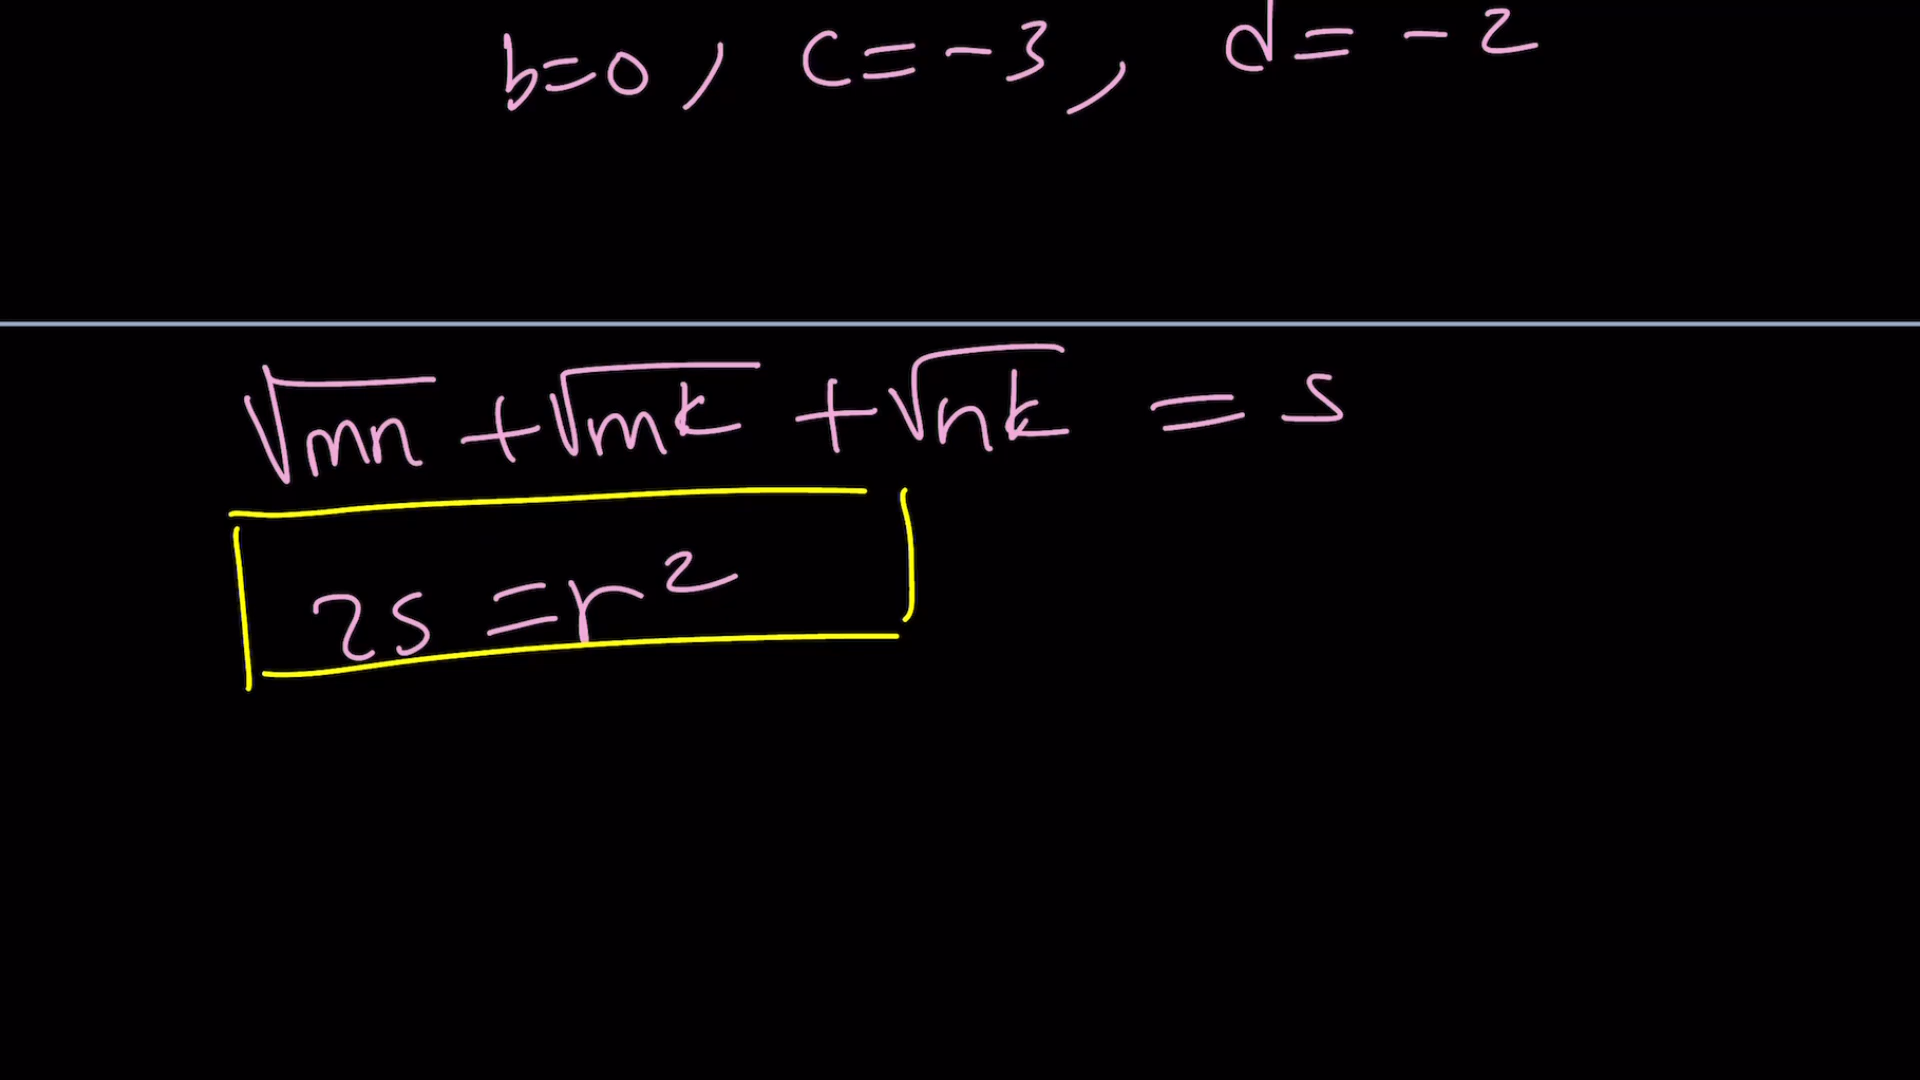 b=0, c=-3, d=-2
√mn + √mk + √nk = s
2s = r²